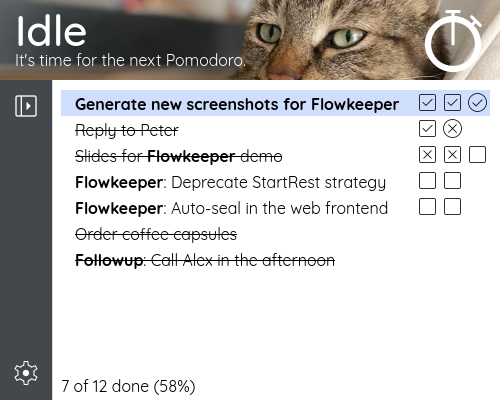 Idle
It's time for the next Pomodoro.
Generate new screenshots for Flowkeeper
Reply to Peter
Slides for Flowkeeper demo
Flowkeeper: Deprecate StartRest strategy
Flowkeeper: Auto-seal in the web frontend
Order coffee capsules
Followup: Call Alex in the afternoon
7 of 12 done (58%)